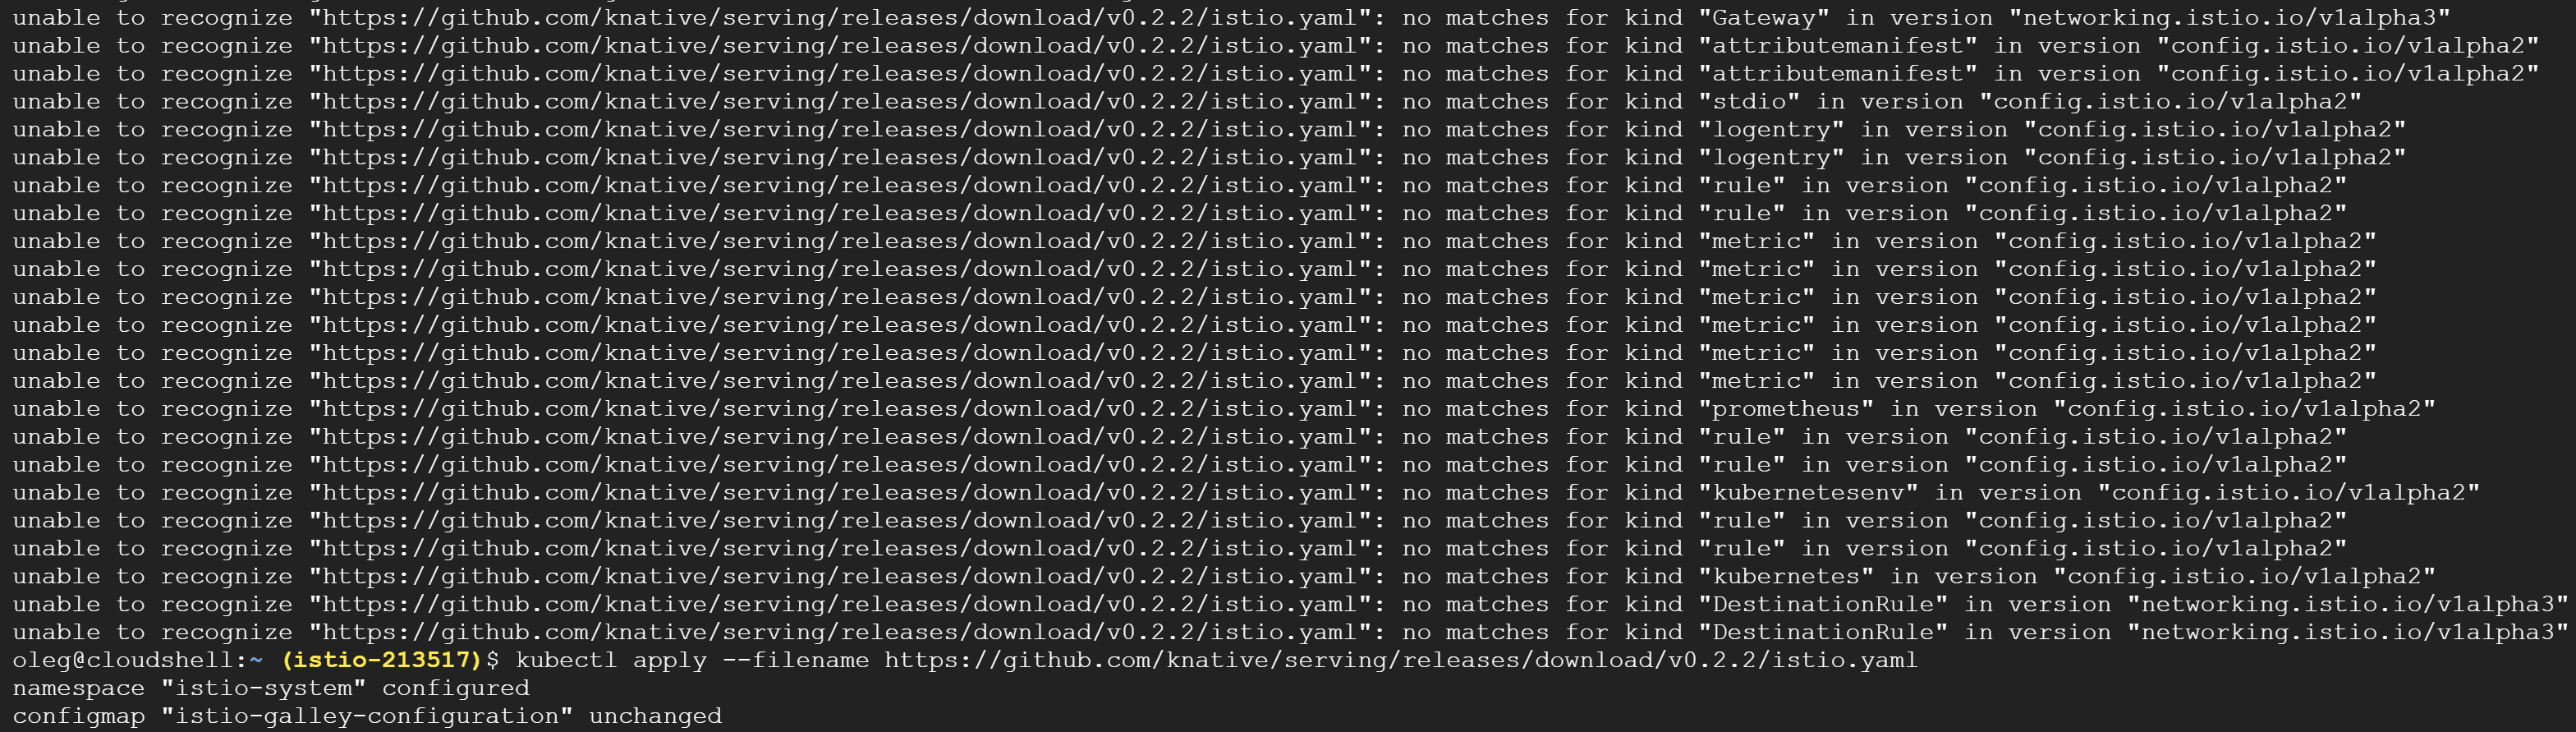 unable to recognize "https://github.com/knative/serving/releases/download/v0.2.2/istio.yaml": no matches for kind "Gateway" in version "networking.istio.io/v1alpha3"
unable to recognize "https://github.com/knative/serving/releases/download/v0.2.2/istio.yaml": no matches for kind "attributemanifest" in version "config.istio.io/v1alpha2"
unable to recognize "https://github.com/knative/serving/releases/download/v0.2.2/istio.yaml": no matches for kind "attributemanifest" in version "config.istio.io/v1alpha2"
unable to recognize "https://github.com/knative/serving/releases/download/v0.2.2/istio.yaml": no matches for kind "stdio" in version "config.istio.io/v1alpha2"
unable to recognize "https://github.com/knative/serving/releases/download/v0.2.2/istio.yaml": no matches for kind "logentry" in version "config.istio.io/v1alpha2"
unable to recognize "https://github.com/knative/serving/releases/download/v0.2.2/istio.yaml": no matches for kind "logentry" in version "config.istio.io/v1alpha2"
unable to recognize "https://github.com/knative/serving/releases/download/v0.2.2/istio.yaml": no matches for kind "rule" in version "config.istio.io/v1alpha2"
unable to recognize "https://github.com/knative/serving/releases/download/v0.2.2/istio.yaml": no matches for kind "rule" in version "config.istio.io/v1alpha2"
unable to recognize "https://github.com/knative/serving/releases/download/v0.2.2/istio.yaml": no matches for kind "metric" in version "config.istio.io/v1alpha2"
unable to recognize "https://github.com/knative/serving/releases/download/v0.2.2/istio.yaml": no matches for kind "metric" in version "config.istio.io/v1alpha2"
unable to recognize "https://github.com/knative/serving/releases/download/v0.2.2/istio.yaml": no matches for kind "metric" in version "config.istio.io/v1alpha2"
unable to recognize "https://github.com/knative/serving/releases/download/v0.2.2/istio.yaml": no matches for kind "metric" in version "config.istio.io/v1alpha2"
unable to recognize "https://github.com/knative/serving/releases/download/v0.2.2/istio.yaml": no matches for kind "metric" in version "config.istio.io/v1alpha2"
unable to recognize "https://github.com/knative/serving/releases/download/v0.2.2/istio.yaml": no matches for kind "metric" in version "config.istio.io/v1alpha2"
unable to recognize "https://github.com/knative/serving/releases/download/v0.2.2/istio.yaml": no matches for kind "prometheus" in version "config.istio.io/v1alpha2"
unable to recognize "https://github.com/knative/serving/releases/download/v0.2.2/istio.yaml": no matches for kind "rule" in version "config.istio.io/v1alpha2"
unable to recognize "https://github.com/knative/serving/releases/download/v0.2.2/istio.yaml": no matches for kind "rule" in version "config.istio.io/v1alpha2"
unable to recognize "https://github.com/knative/serving/releases/download/v0.2.2/istio.yaml": no matches for kind "kubernetesenv" in version "config.istio.io/v1alpha2"
unable to recognize "https://github.com/knative/serving/releases/download/v0.2.2/istio.yaml": no matches for kind "rule" in version "config.istio.io/v1alpha2"
unable to recognize "https://github.com/knative/serving/releases/download/v0.2.2/istio.yaml": no matches for kind "rule" in version "config.istio.io/v1alpha2"
unable to recognize "https://github.com/knative/serving/releases/download/v0.2.2/istio.yaml": no matches for kind "kubernetes" in version "config.istio.io/v1alpha2"
unable to recognize "https://github.com/knative/serving/releases/download/v0.2.2/istio.yaml": no matches for kind "DestinationRule" in version "networking.istio.io/v1alpha3"
unable to recognize "https://github.com/knative/serving/releases/download/v0.2.2/istio.yaml": no matches for kind "DestinationRule" in version "networking.istio.io/v1alpha3"
oleg@cloudshell:~ (istio-213517)$ kubectl apply --filename https://github.com/knative/serving/releases/download/v0.2.2/istio.yaml
namespace "istio-system" configured
configmap "istio-galley-configuration" unchanged